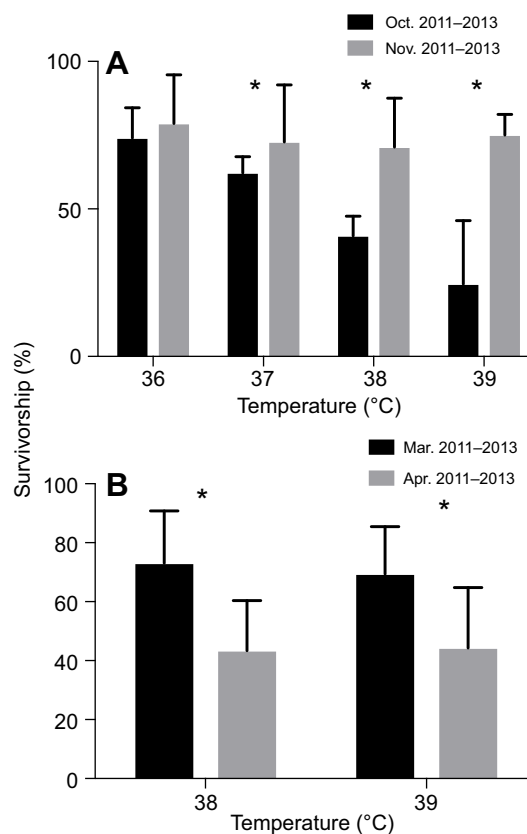 Oct. 2011–2013
Nov. 2011–2013
A
100
* * *
50
0
36 37 38 39
Temperature (°C)
Survivorship (%)
Mar. 2011–2013
Apr. 2011–2013
B
100
* *
80
60
40
20
0
38 39
Temperature (°C)